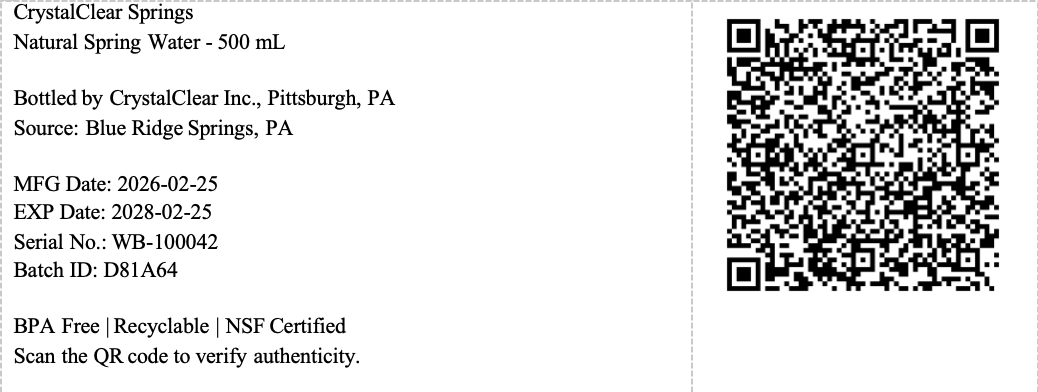 CrystalClear Springs
Natural Spring Water - 500 mL
Bottled by CrystalClear Inc., Pittsburgh, PA
Source: Blue Ridge Springs, PA
MFG Date: 2026-02-25
EXP Date: 2028-02-25
Serial No.: WB-100042
Batch ID: D81A64
BPA Free | Recyclable | NSF Certified
Scan the QR code to verify authenticity.